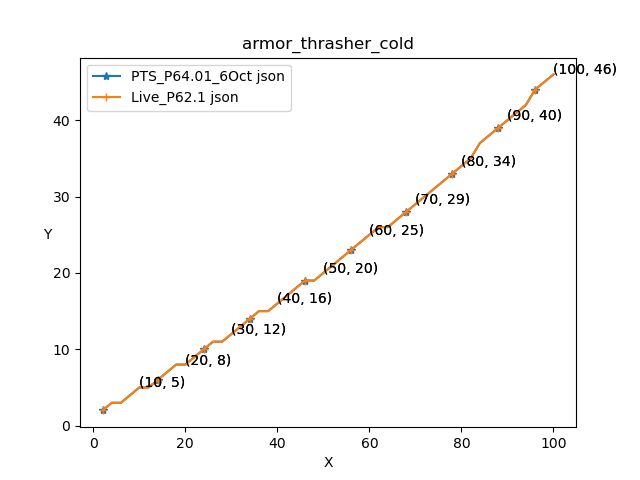 armor_thrasher_cold
PTS_P64.01_6Oct json
Live_P62.1 json
(100, 46)
(90, 40)
(80, 34)
(70, 29)
(60, 25)
(50, 20)
(40, 16)
(30, 12)
(20, 8)
(10, 5)
40
30
20
10
0
Y
0 20 40 60 80 100
X